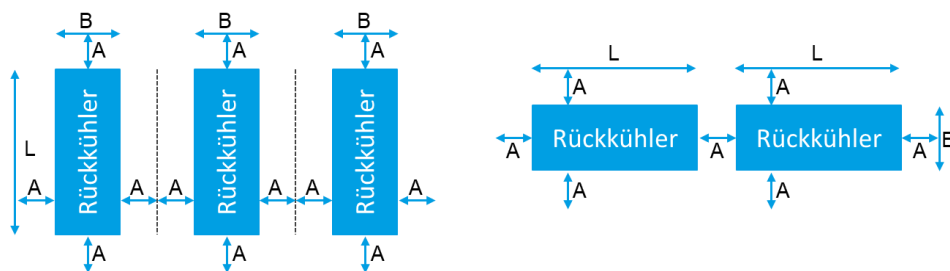 B B B
A A A
L
Rückkühler Rückkühler Rückkühler
A A A A A A
A A A
L L
A A
Rückkühler Rückkühler B
A A A
A A